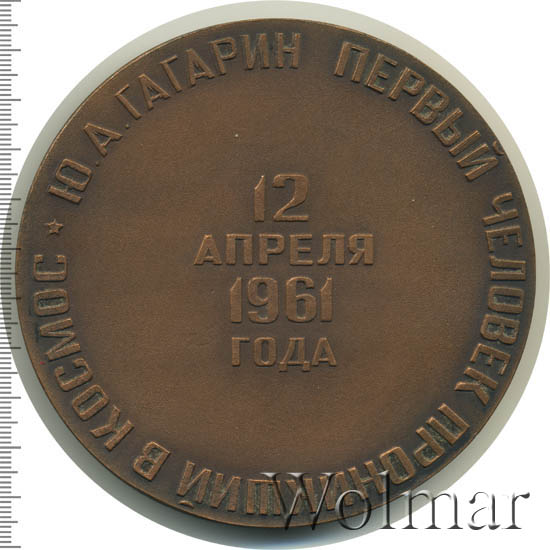 ★ Ю.А.ГАГАРИН ПЕРВЫЙ ЧЕЛОВЕК ПРОНИКШИЙ В КОСМОС
12
АПРЕЛЯ
1961
ГОДА
Wolmar